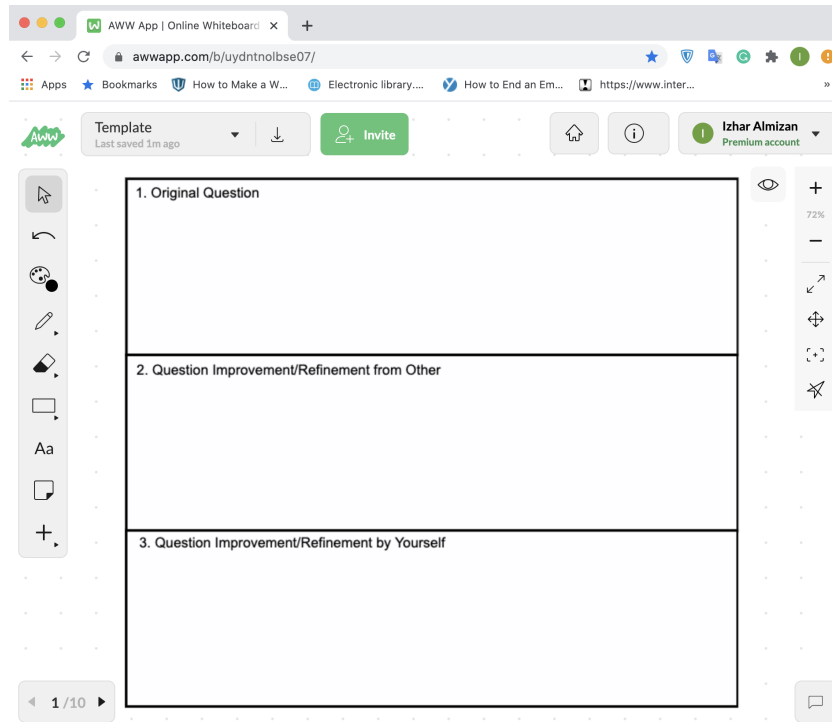 AWW App | Online Whiteboard
awwapp.com/b/uydntnolbse07/
Apps Bookmarks How to Make a W... Electronic library.... How to End an Em... https://www.inter... »
AWW Template Invite Izhar Almizan
Last saved 1m ago Premium account
1. Original Question
72%
2. Question Improvement/Refinement from Other
Aa
3. Question Improvement/Refinement by Yourself
1 /10